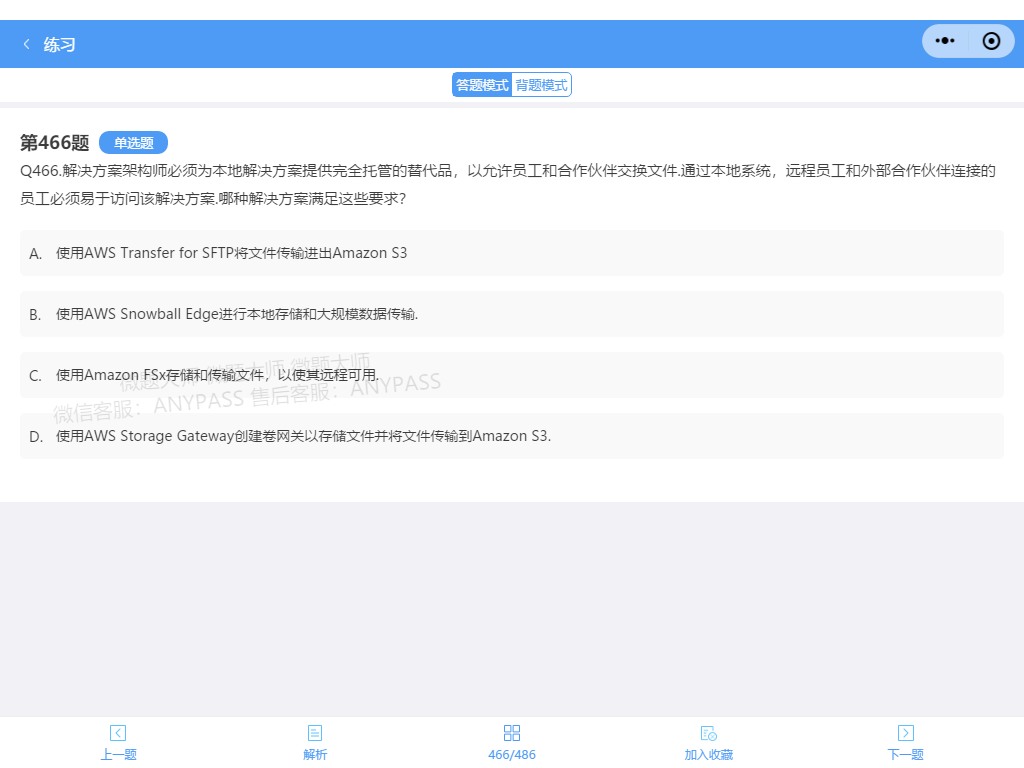 练习
答题模式 背题模式
第466题 单选题
Q466.解决方案架构师必须为本地解决方案提供完全托管的替代品，以允许员工和合作伙伴交换文件.通过本地系统，远程员工和外部合作伙伴连接的
员工必须易于访问该解决方案.哪种解决方案满足这些要求?
A. 使用AWS Transfer for SFTP将文件传输进出Amazon S3
B. 使用AWS Snowball Edge进行本地存储和大规模数据传输.
C. 使用Amazon FSx存储和传输文件，以使其远程可用.
微题大师 微题大师 微题大师
微信客服：ANYPASS 售后客服：ANYPASS
D. 使用AWS Storage Gateway创建卷网关以存储文件并将文件传输到Amazon S3.
上一题 解析 466/486 加入收藏 下一题